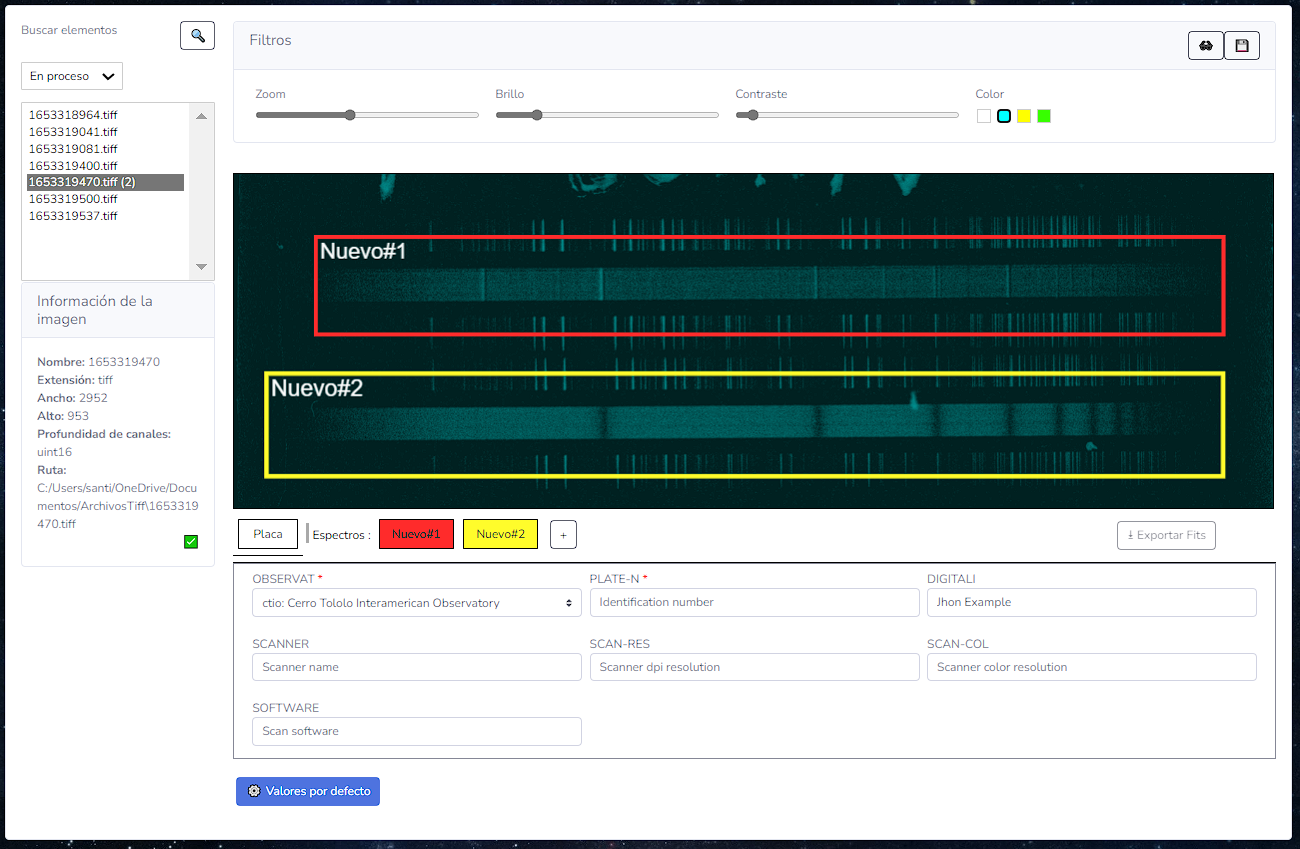 Buscar elementos
En proceso
1653318964.tiff
1653319041.tiff
1653319081.tiff
1653319400.tiff
1653319470.tiff (2)
1653319500.tiff
1653319537.tiff
Información de la
imagen
Nombre: 1653319470
Extensión: tiff
Ancho: 2952
Alto: 953
Profundidad de canales:
uint16
Ruta:
C:/Users/santi/OneDrive/Docu
mentos/ArchivosTiff\1653319
470.tiff
Filtros
Zoom
Brillo
Contraste
Color
Nuevo#1
Nuevo#2
Placa
Espectros :
Nuevo#1
Nuevo#2
+
Exportar Fits
OBSERVAT *
PLATE-N *
DIGITALI
ctio: Cerro Tololo Interamerican Observatory
Identification number
Jhon Example
SCANNER
SCAN-RES
SCAN-COL
Scanner name
Scanner dpi resolution
Scanner color resolution
SOFTWARE
Scan software
Valores por defecto